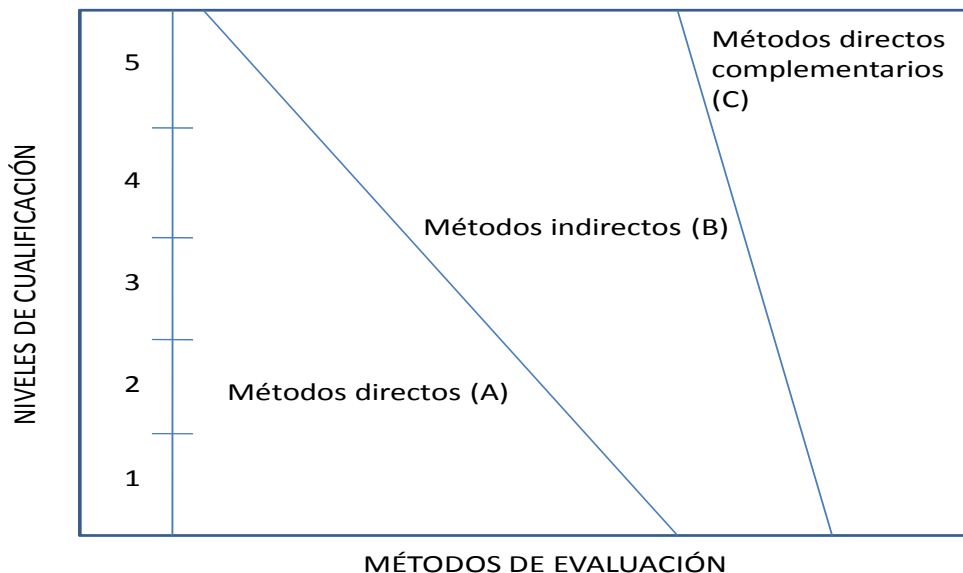 NIVELES DE CUALIFICACIÓN
5
4
3
2
1
Métodos directos
complementarios
(C)
Métodos indirectos (B)
Métodos directos (A)
MÉTODOS DE EVALUACIÓN